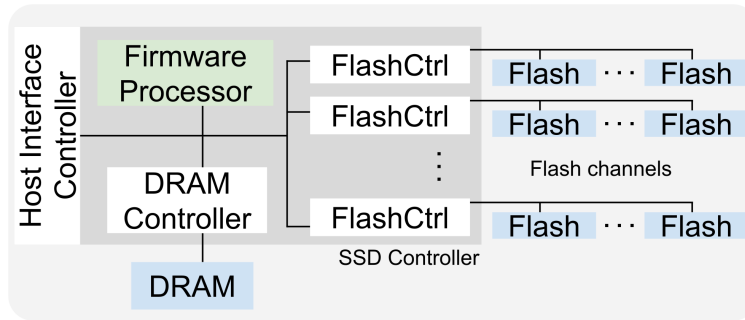 Host Interface
Controller
Firmware
Processor
DRAM
Controller
DRAM
FlashCtrl
Flash ... Flash
FlashCtrl
Flash ... Flash
⋮
Flash channels
FlashCtrl
Flash ... Flash
SSD Controller